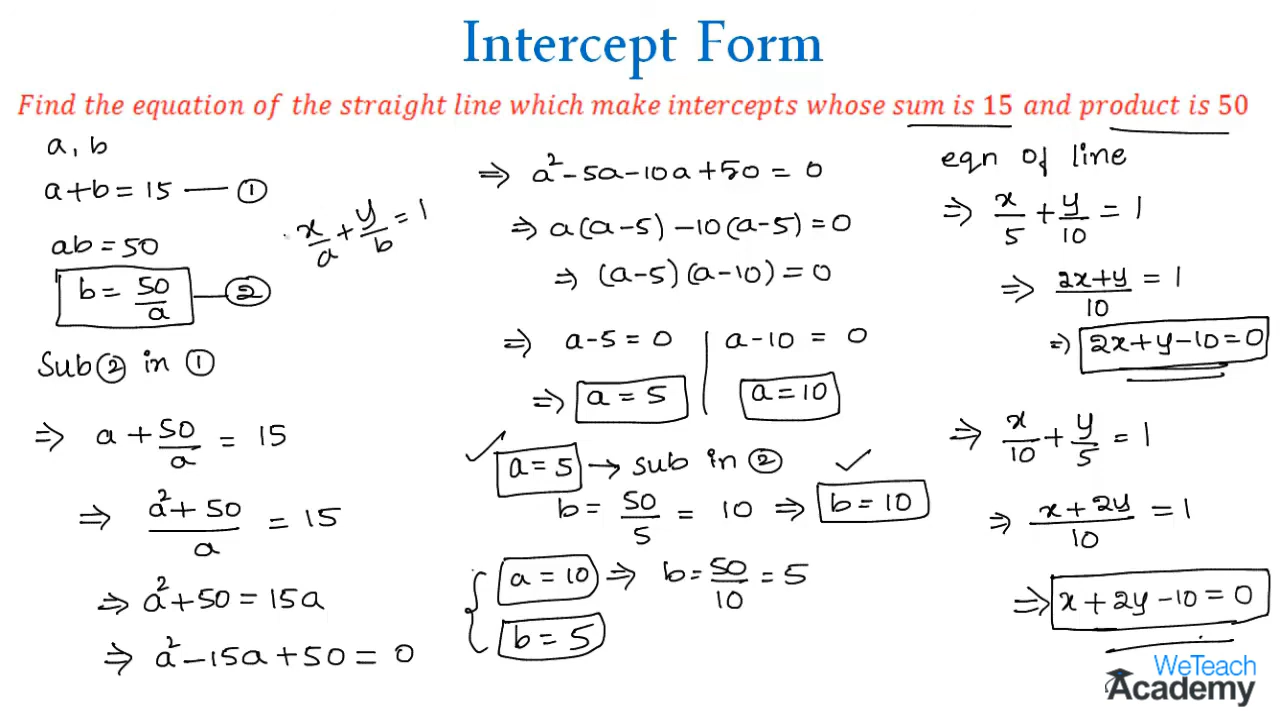 Intercept Form
Find the equation of the straight line which make intercepts whose sum is 15 and product is 50
a, b
a+b = 15 — ①
ab = 50
b = 50/a — ②
x/a + y/b = 1
Sub ② in ①
⇒ a + 50/a = 15
⇒ (a² + 50)/a = 15
⇒ a² + 50 = 15a
⇒ a² - 15a + 50 = 0
⇒ a² - 5a - 10a + 50 = 0
⇒ a(a-5) - 10(a-5) = 0
⇒ (a-5)(a-10) = 0
⇒ a-5 = 0 | a-10 = 0
⇒ a = 5 | a = 10
✓ a = 5 → sub in ② ✓
b = 50/5 = 10 ⇒ b = 10
a = 10 ⇒ b = 50/10 = 5
b = 5
eqn of line
⇒ x/5 + y/10 = 1
⇒ (2x+y)/10 = 1
⇒ 2x+y-10 = 0
⇒ x/10 + y/5 = 1
⇒ (x + 2y)/10 = 1
⇒ x + 2y - 10 = 0
WeTeach
Academy